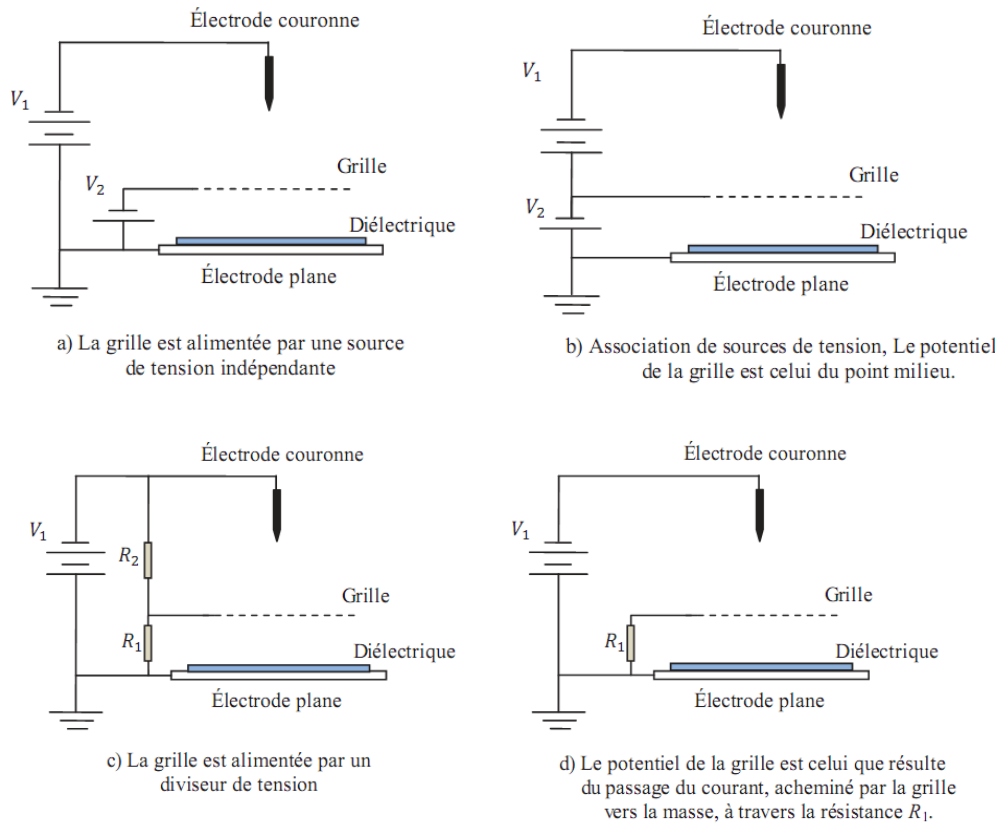 Électrode couronne
V₁
Grille
V₂
Diélectrique
Électrode plane
a) La grille est alimentée par une source
de tension indépendante
Électrode couronne
V₁
Grille
V₂
Diélectrique
Électrode plane
b) Association de sources de tension, Le potentiel
de la grille est celui du point milieu.
Électrode couronne
V₁
R₂
Grille
R₁
Diélectrique
Électrode plane
c) La grille est alimentée par un
diviseur de tension
Électrode couronne
V₁
Grille
R₁
Diélectrique
Électrode plane
d) Le potentiel de la grille est celui que résulte
du passage du courant, acheminé par la grille
vers la masse, à travers la résistance R₁.